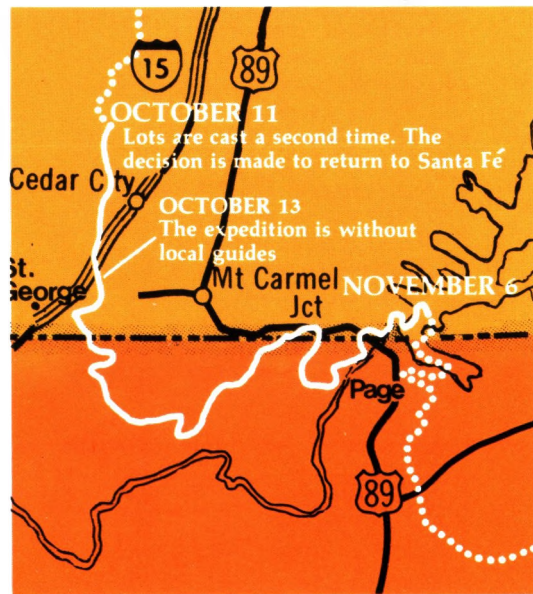 15
89
OCTOBER 11
Lots are cast a second time. The
decision is made to return to Santa Fé
Cedar City
OCTOBER 13
The expedition is without
local guides
St.
George
Mt Carmel
Jct
NOVEMBER 6
Page
89